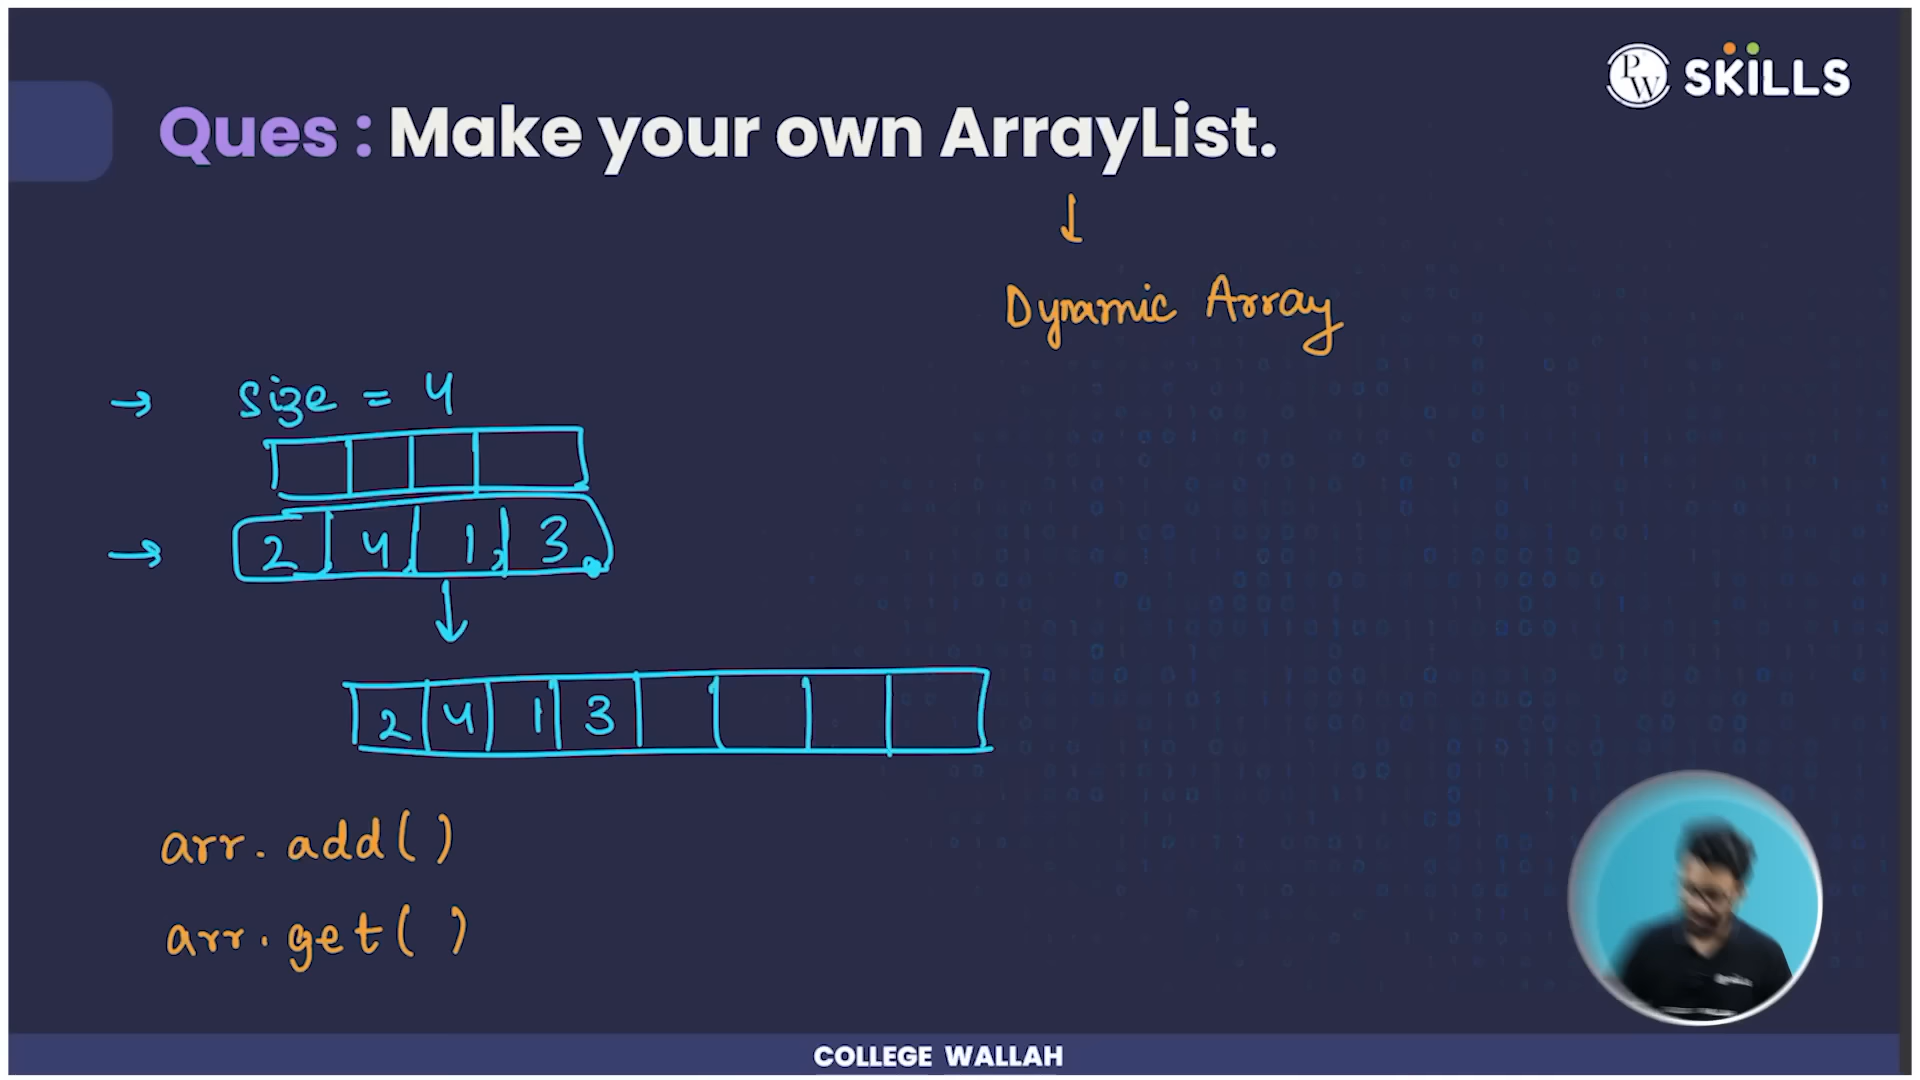 PW SKILLS
Ques : Make your own ArrayList.
Dynamic Array
→ size = 4
→ 2 4 1 3
2 4 1 3
arr.add( )
arr.get( )
COLLEGE WALLAH